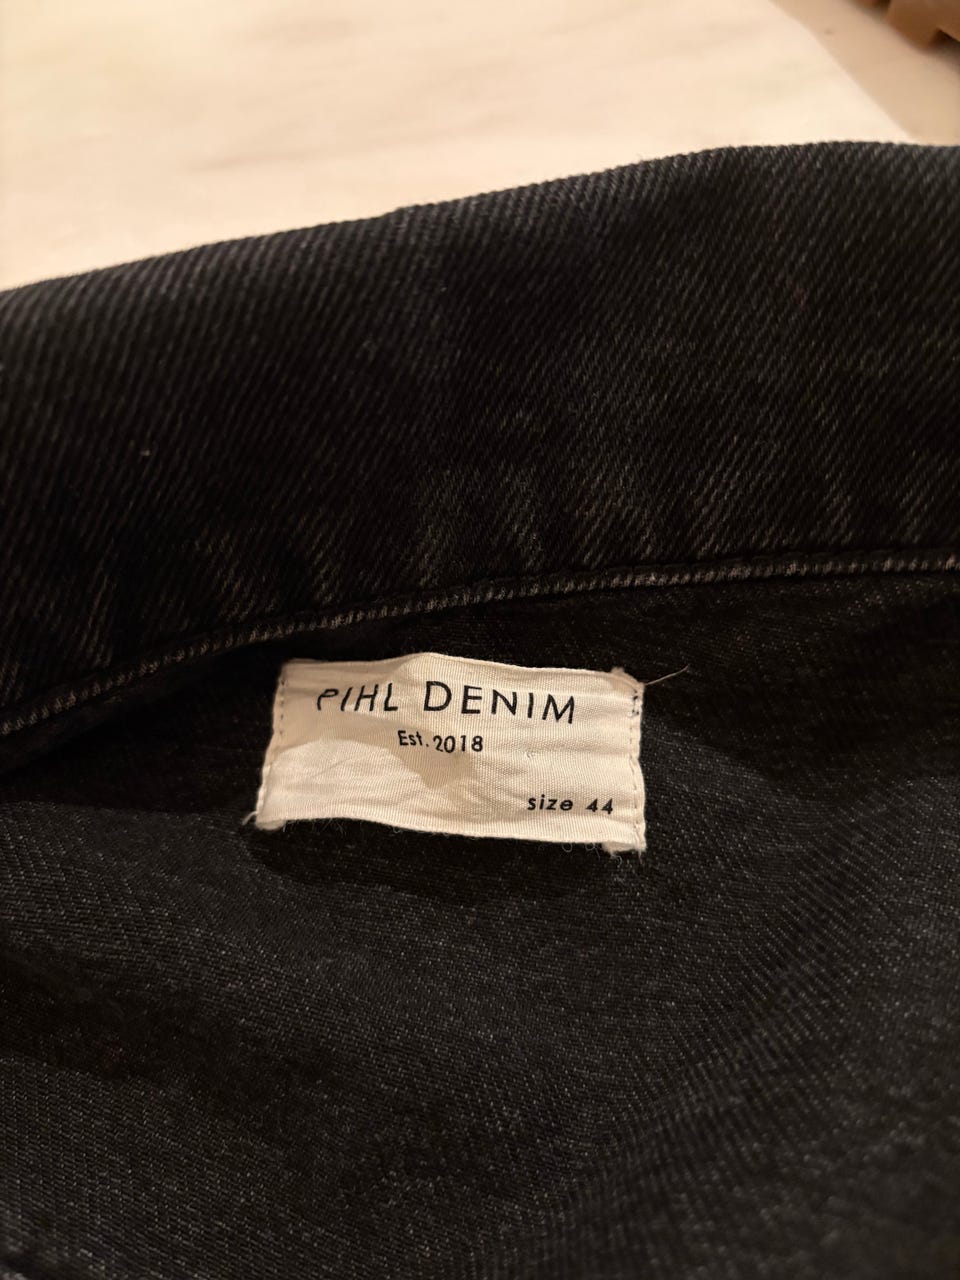 PIHL DENIM
Est. 2018
size 44